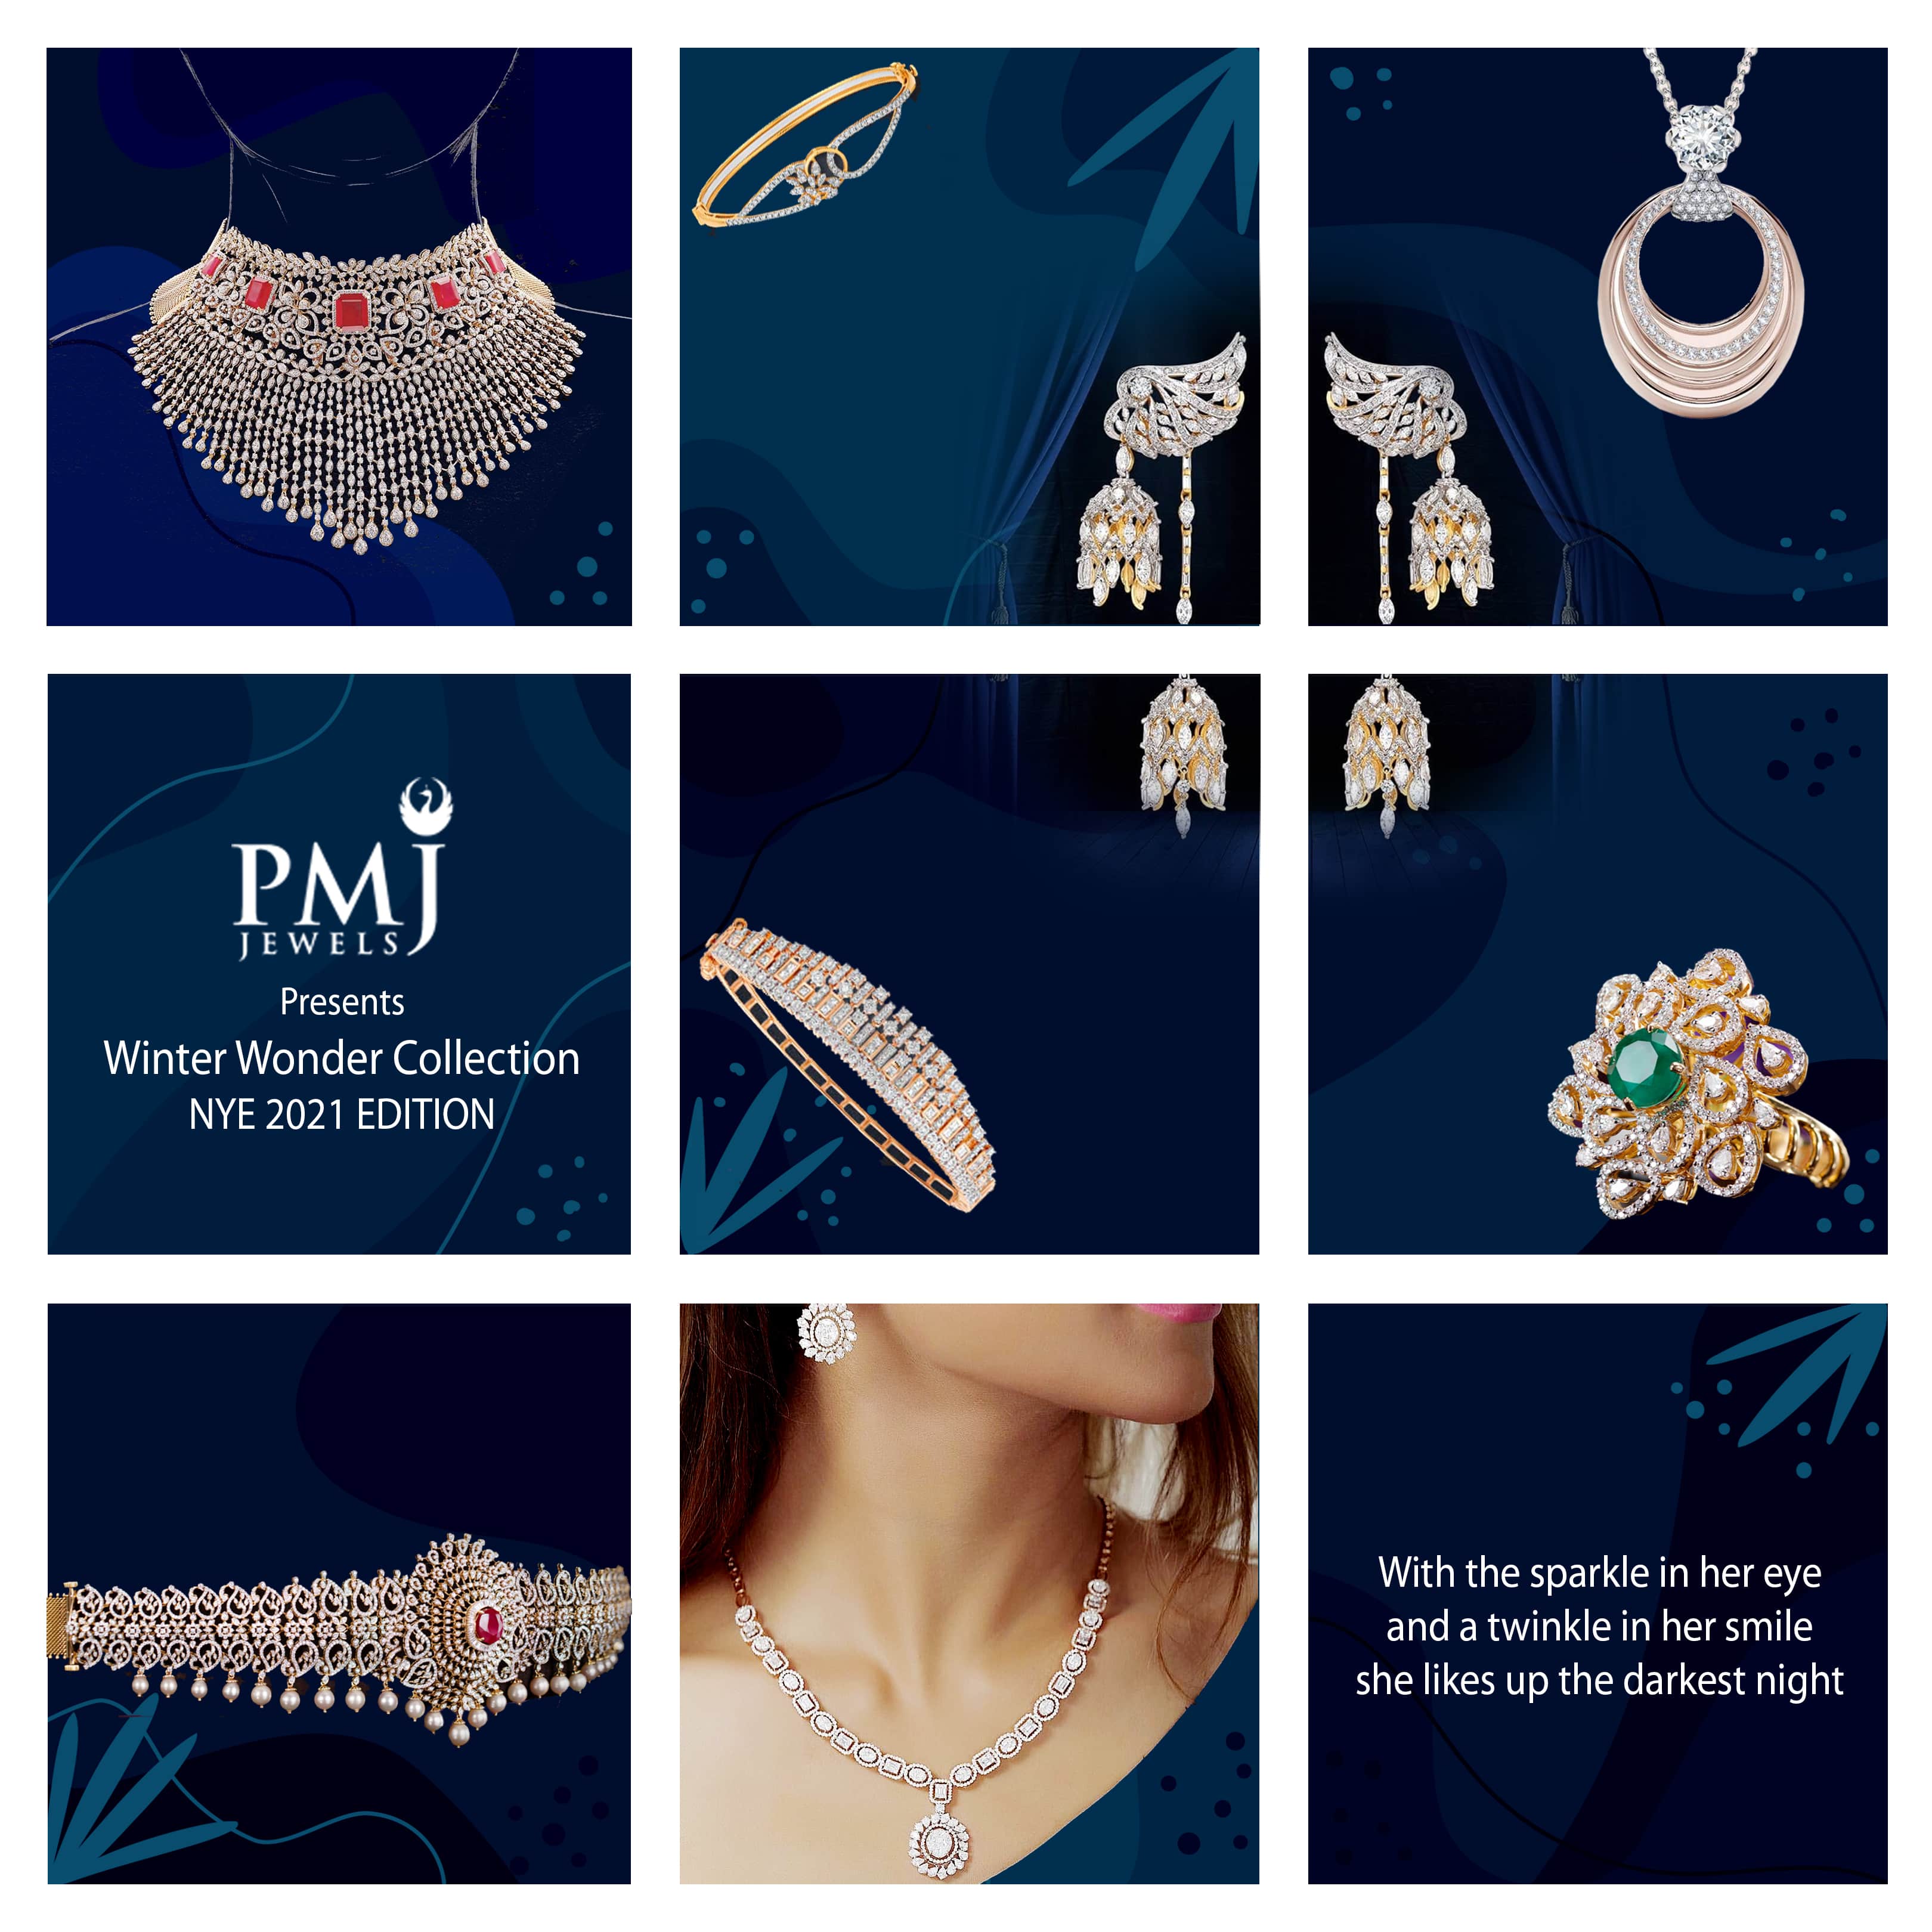 PMJ
JEWELS
Presents
Winter Wonder Collection
NYE 2021 EDITION
With the sparkle in her eye
and a twinkle in her smile
she likes up the darkest night